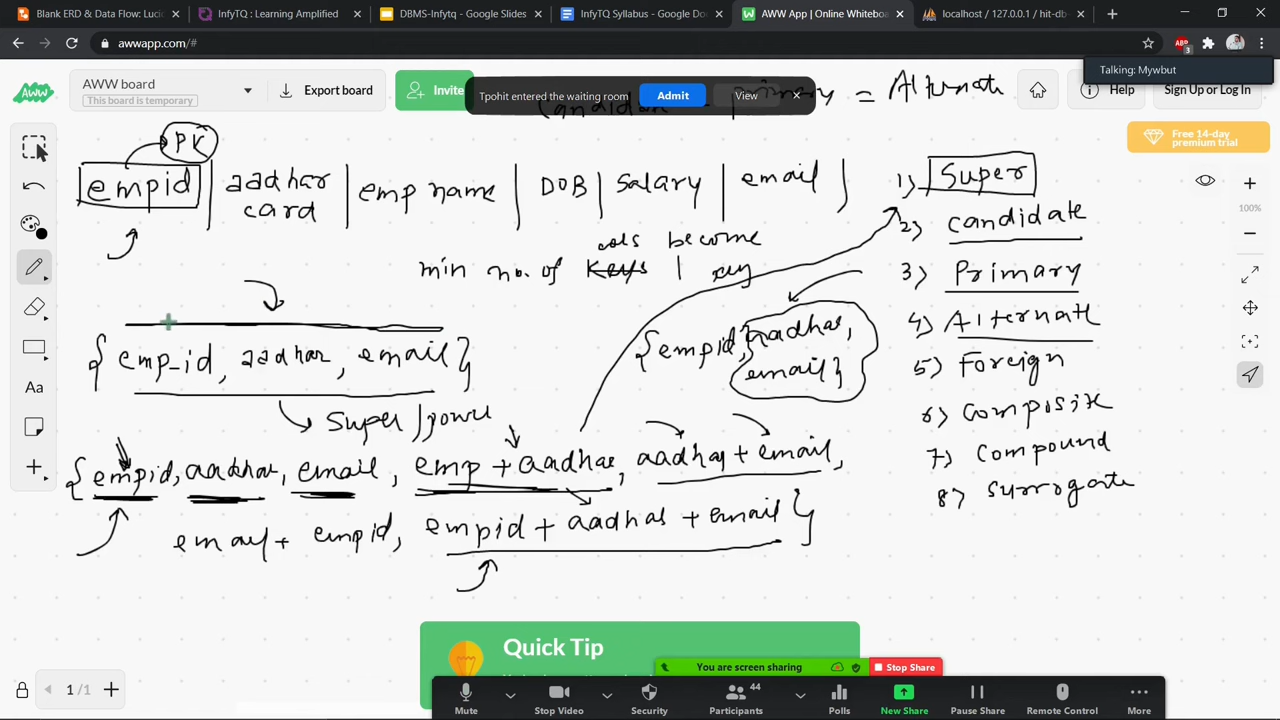 Blank ERD & Data Flow: Lucid
InfyTQ : Learning Amplified
DBMS-Infytq - Google Slides
InfyTQ Syllabus - Google Do
AWW App | Online Whiteboa
localhost / 127.0.0.1 / hit-db-
awwapp.com/#
ABP
3
Talking: Mywbut
AWW board
This board is temporary
Export board
Invite
Tpohit entered the waiting room
Admit
View
= Alternate
Help
Sign Up or Log In
Free 14-day
premium trial
PK
empid | aadhar card | emp name | DOB | salary | email |
cols become
min no. of Keys 1 key
{emp_id, aadhar, email}
{empid, aadhar,
email}
Super/power
{empid, aadhar, email, emp + aadhar, aadhar + email,
email + empid, empid + aadhar + email}
1) Super
2) candidate
3) Primary
4) Alternate
5) Foreign
6) Composite
7) Compound
8) Surrogate
100%
Aa
1/1
Quick Tip
You are screen sharing
Stop Share
Mute
Stop Video
Security
Participants
44
Polls
New Share
Pause Share
Remote Control
More